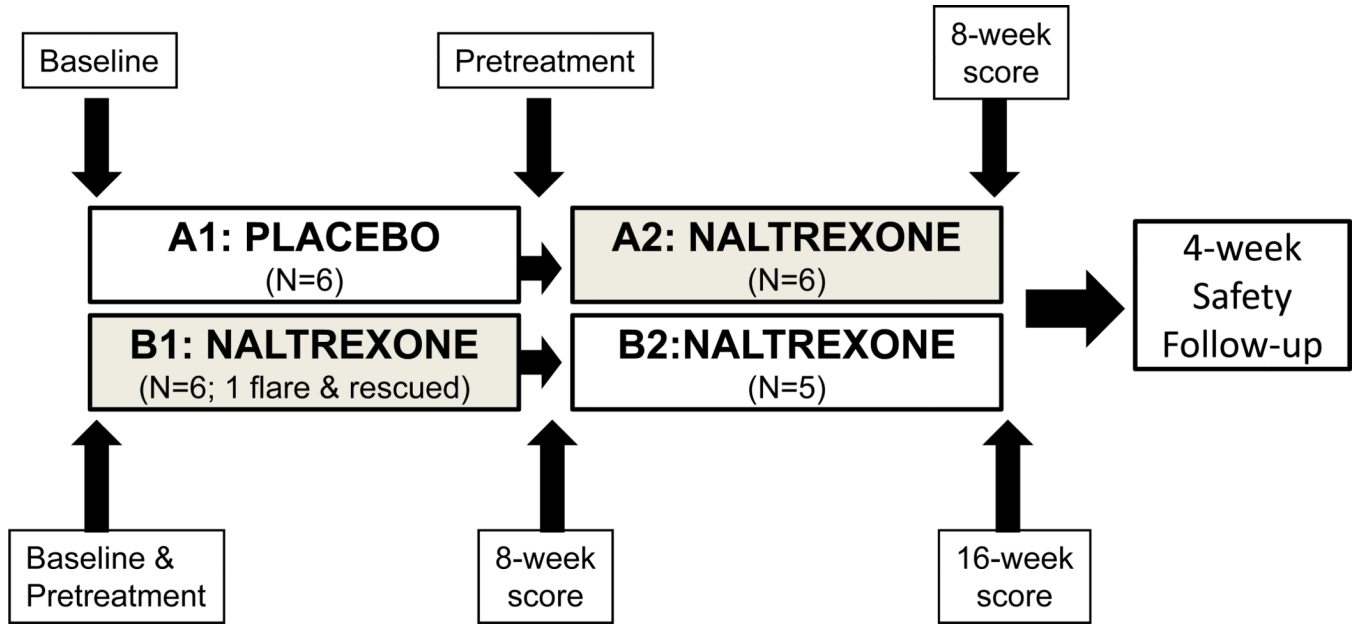 Baseline
Pretreatment
8-week
score
A1: PLACEBO
(N=6)
A2: NALTREXONE
(N=6)
B1: NALTREXONE
(N=6; 1 flare & rescued)
B2:NALTREXONE
(N=5)
4-week
Safety
Follow-up
Baseline &
Pretreatment
8-week
score
16-week
score